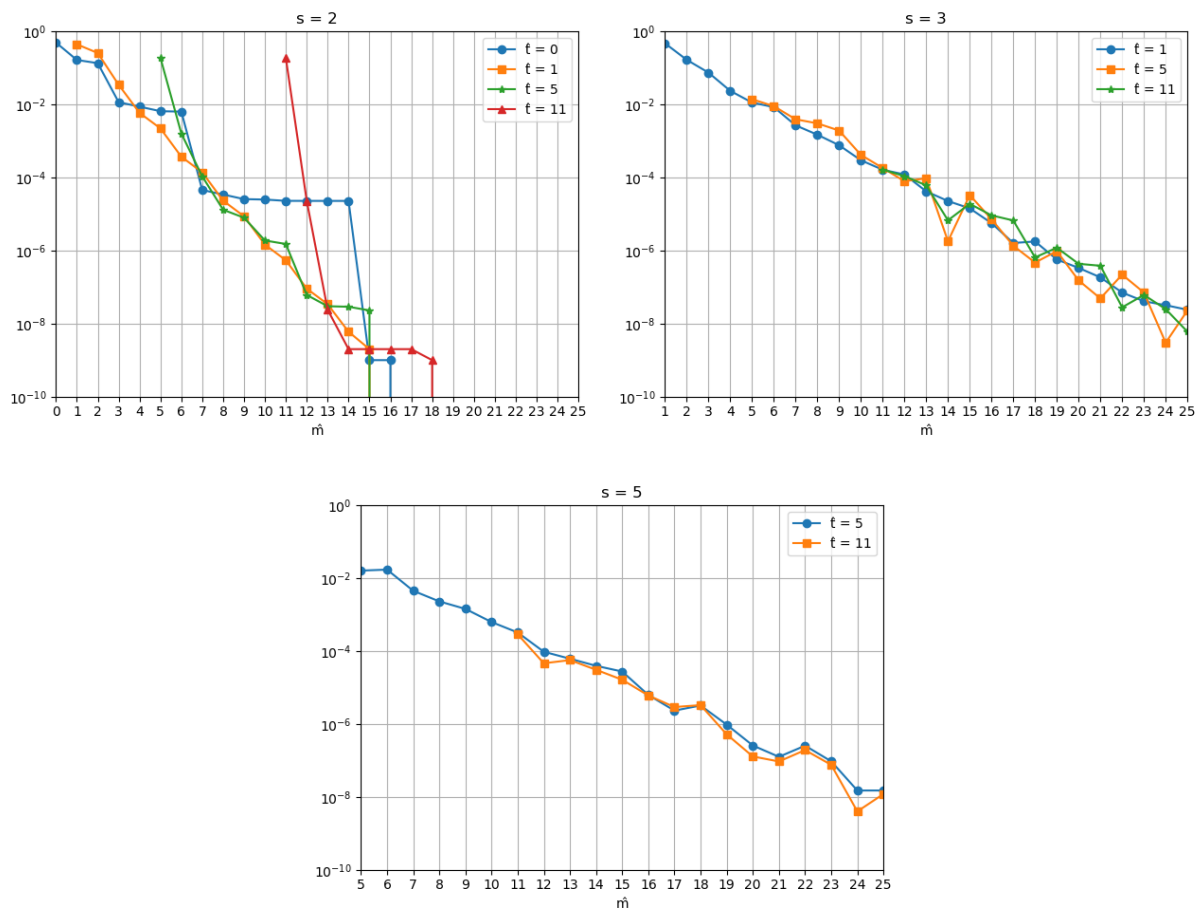 s = 2
10^0
10^-2
10^-4
10^-6
10^-8
10^-10
0 1 2 3 4 5 6 7 8 9 10 11 12 13 14 15 16 17 18 19 20 21 22 23 24 25
m̂
t̂ = 0
t̂ = 1
t̂ = 5
t̂ = 11
s = 3
10^0
10^-2
10^-4
10^-6
10^-8
10^-10
1 2 3 4 5 6 7 8 9 10 11 12 13 14 15 16 17 18 19 20 21 22 23 24 25
m̂
t̂ = 1
t̂ = 5
t̂ = 11
s = 5
10^0
10^-2
10^-4
10^-6
10^-8
10^-10
5 6 7 8 9 10 11 12 13 14 15 16 17 18 19 20 21 22 23 24 25
m̂
t̂ = 5
t̂ = 11